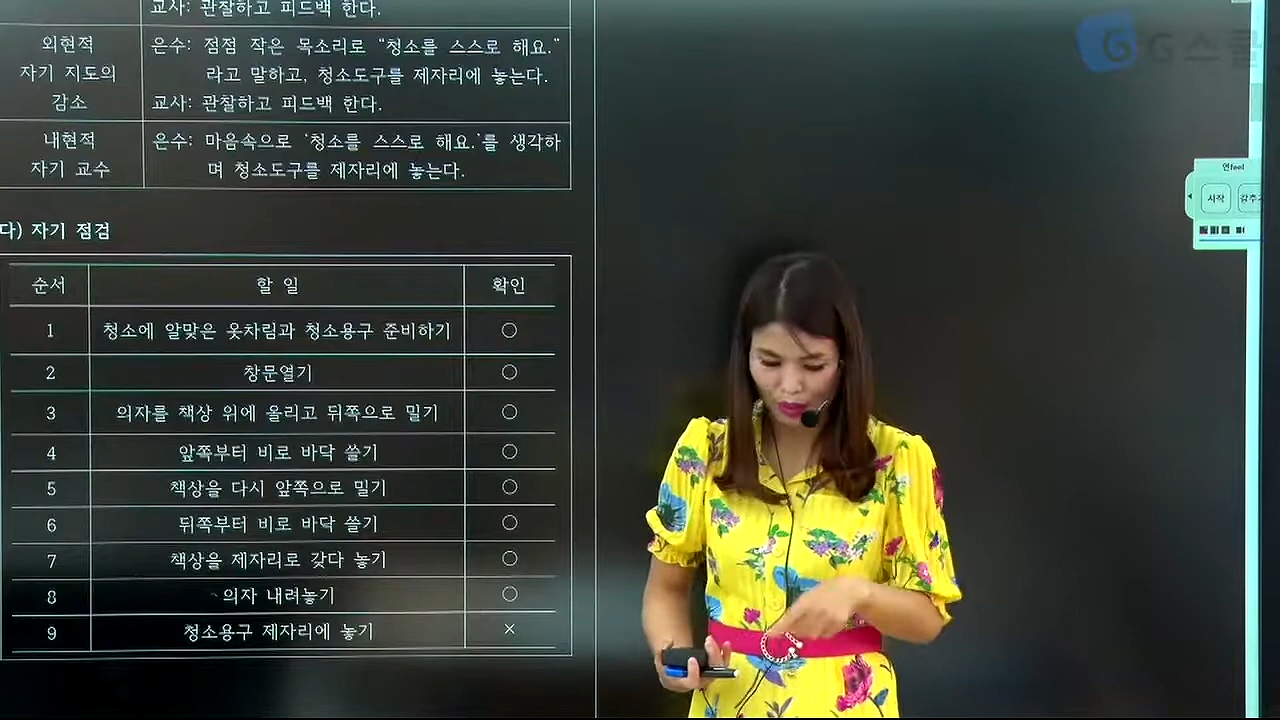 교사: 관찰하고 피드백 한다.
외현적
자기 지도의
감소
은수: 점점 작은 목소리로 "청소를 스스로 해요."
라고 말하고, 청소도구를 제자리에 놓는다.
교사: 관찰하고 피드백 한다.
내현적
자기 교수
은수: 마음속으로 '청소를 스스로 해요.'를 생각하
며 청소도구를 제자리에 놓는다.
다) 자기 점검
순서 할 일 확인
1 청소에 알맞은 옷차림과 청소용구 준비하기 ○
2 창문열기 ○
3 의자를 책상 위에 올리고 뒤쪽으로 밀기 ○
4 앞쪽부터 비로 바닥 쓸기 ○
5 책상을 다시 앞쪽으로 밀기 ○
6 뒤쪽부터 비로 바닥 쓸기 ○
7 책상을 제자리로 갖다 놓기 ○
8 의자 내려놓기 ○
9 청소용구 제자리에 놓기 ×
G스쿨
연feel
시작
감추